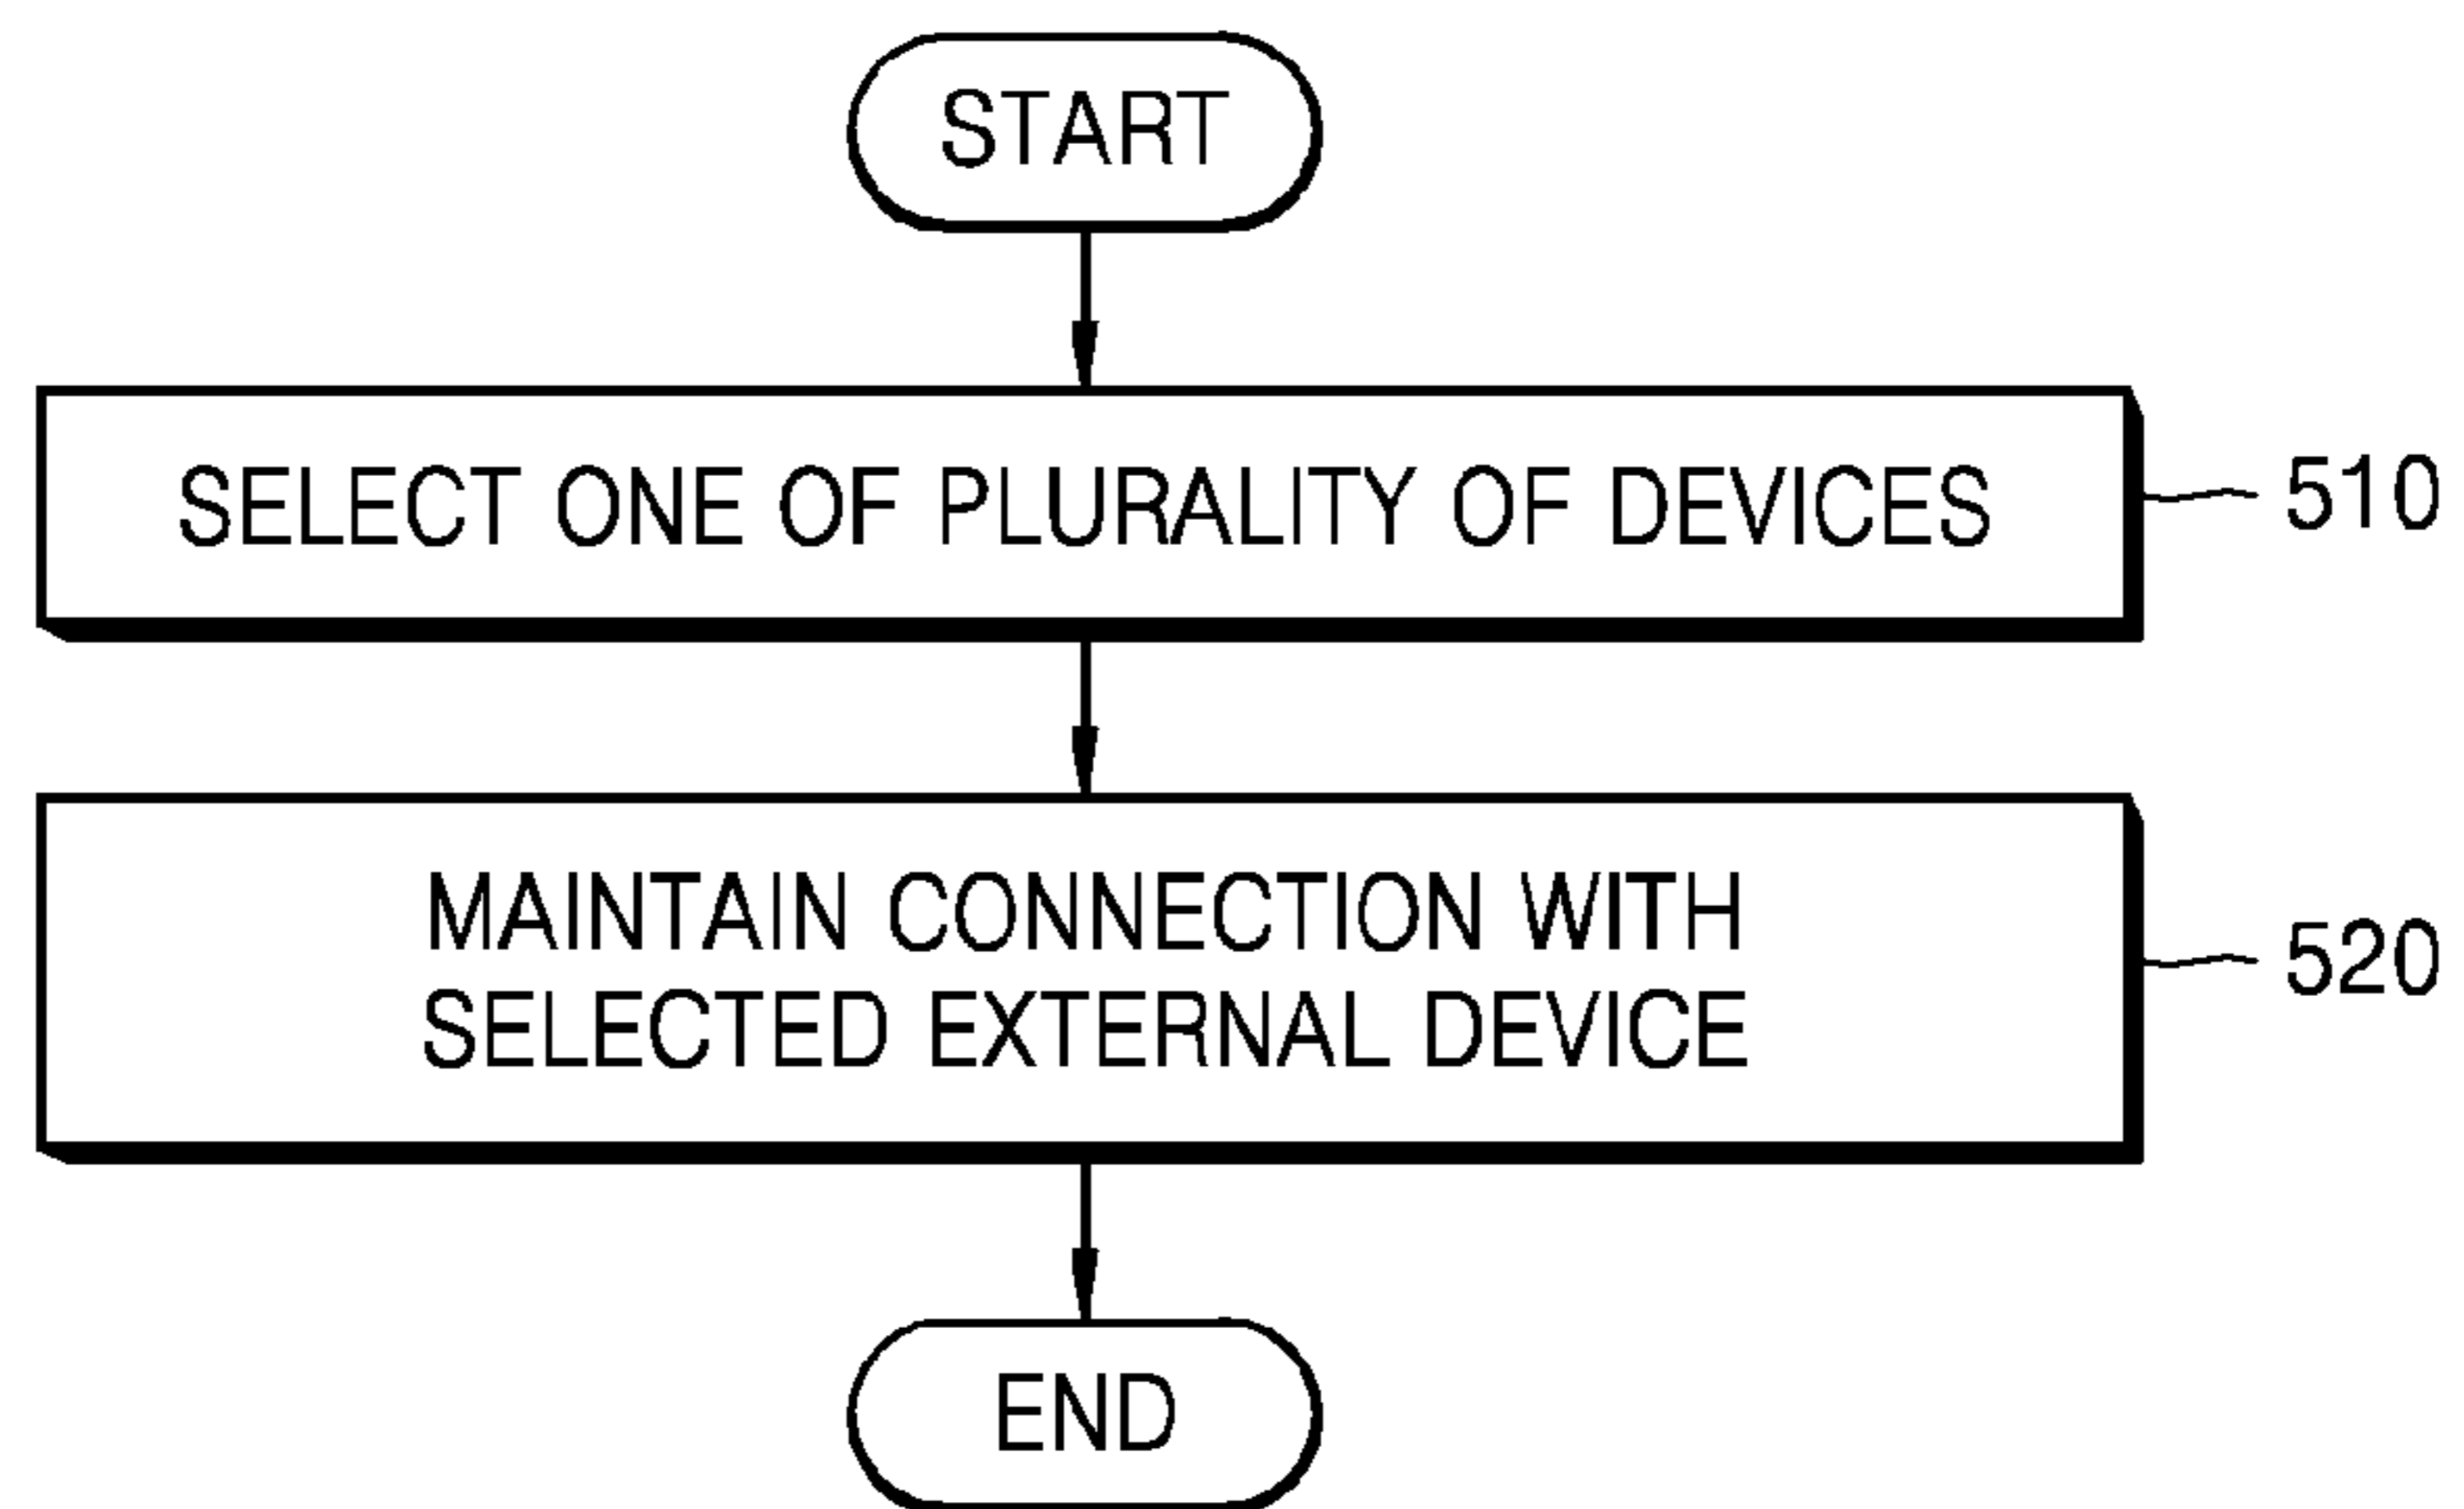 START
SELECT ONE OF PLURALITY OF DEVICES
510
MAINTAIN CONNECTION WITH
SELECTED EXTERNAL DEVICE
520
END